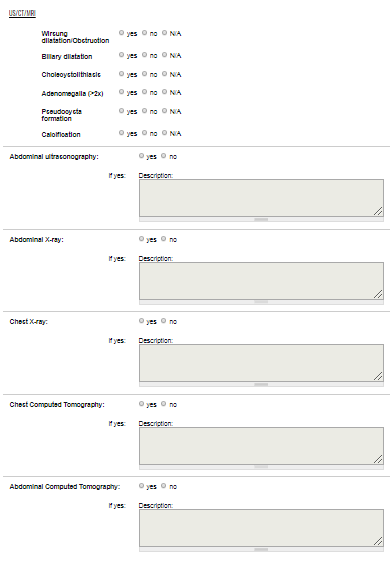 US/CT/MRI
Wirsung
dilatation/Obstruction
yes no N/A
Biliary dilatation
yes no N/A
Cholecystolithiasis
yes no N/A
Adenomegalia (>2x)
yes no N/A
Pseudocysts
formation
yes no N/A
Calcification
yes no N/A
Abdominal ultrasonography:
yes no
If yes: Description:
Abdominal X-ray:
yes no
If yes: Description:
Chest X-ray:
yes no
If yes: Description:
Chest Computed Tomography:
yes no
If yes: Description:
Abdominal Computed Tomography:
yes no
If yes: Description: